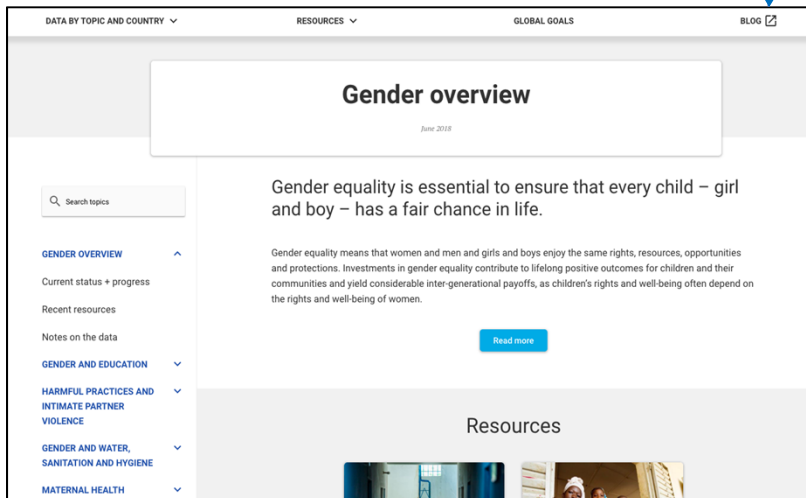 DATA BY TOPIC AND COUNTRY
RESOURCES
GLOBAL GOALS
BLOG
Gender overview
June 2018
Search topics
GENDER OVERVIEW
Current status + progress
Recent resources
Notes on the data
GENDER AND EDUCATION
HARMFUL PRACTICES AND
INTIMATE PARTNER
VIOLENCE
GENDER AND WATER,
SANITATION AND HYGIENE
MATERNAL HEALTH
Gender equality is essential to ensure that every child – girl
and boy – has a fair chance in life.
Gender equality means that women and men and girls and boys enjoy the same rights, resources, opportunities
and protections. Investments in gender equality contribute to lifelong positive outcomes for children and their
communities and yield considerable inter-generational payoffs, as children's rights and well-being often depend on
the rights and well-being of women.
Read more
Resources